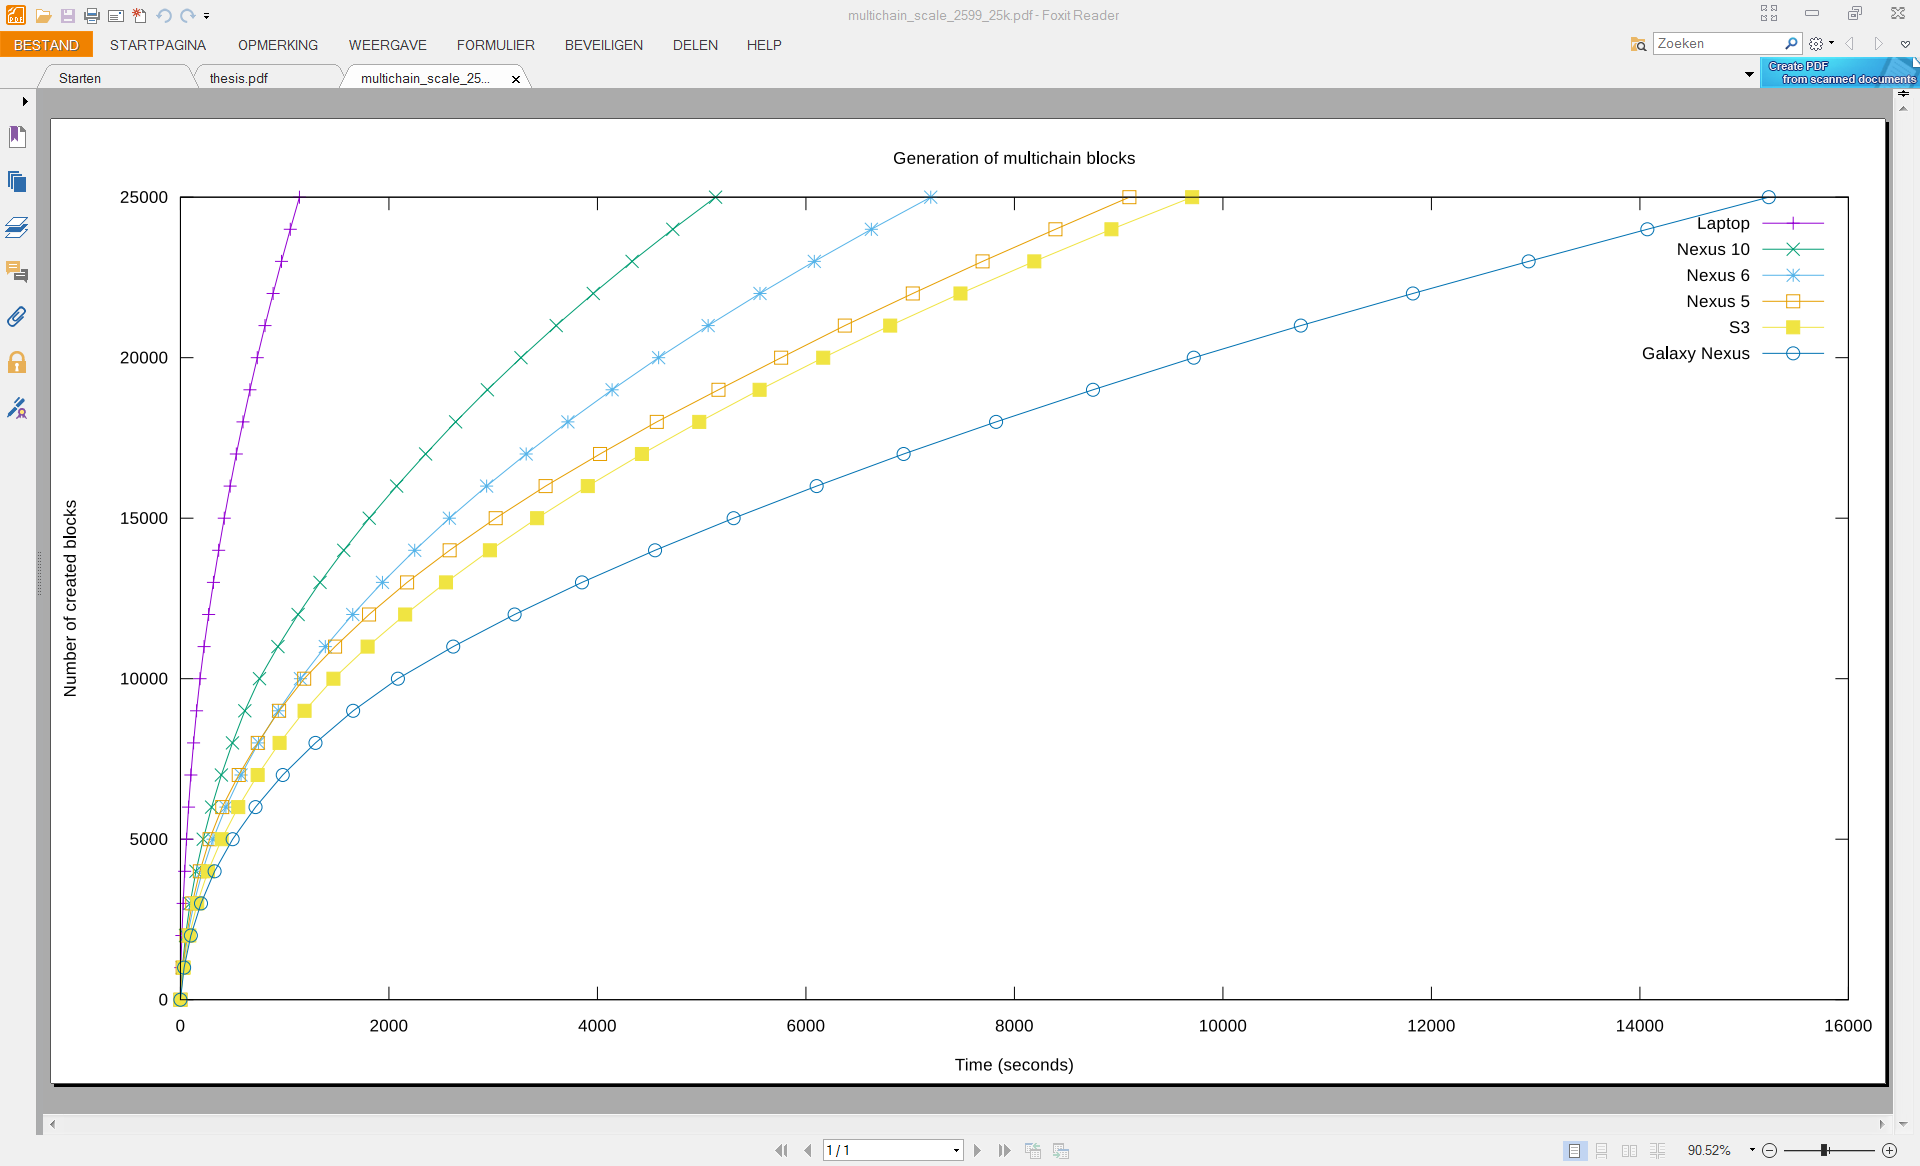 multichain_scale_2599_25k.pdf - Foxit Reader
BESTAND STARTPAGINA OPMERKING WEERGAVE FORMULIER BEVEILIGEN DELEN HELP
Zoeken
Starten thesis.pdf multichain_scale_25...
Create PDF
from scanned documents
Generation of multichain blocks
Number of created blocks
25000
20000
15000
10000
5000
0
Laptop
Nexus 10
Nexus 6
Nexus 5
S3
Galaxy Nexus
0 2000 4000 6000 8000 10000 12000 14000 16000
Time (seconds)
1 / 1
90.52%